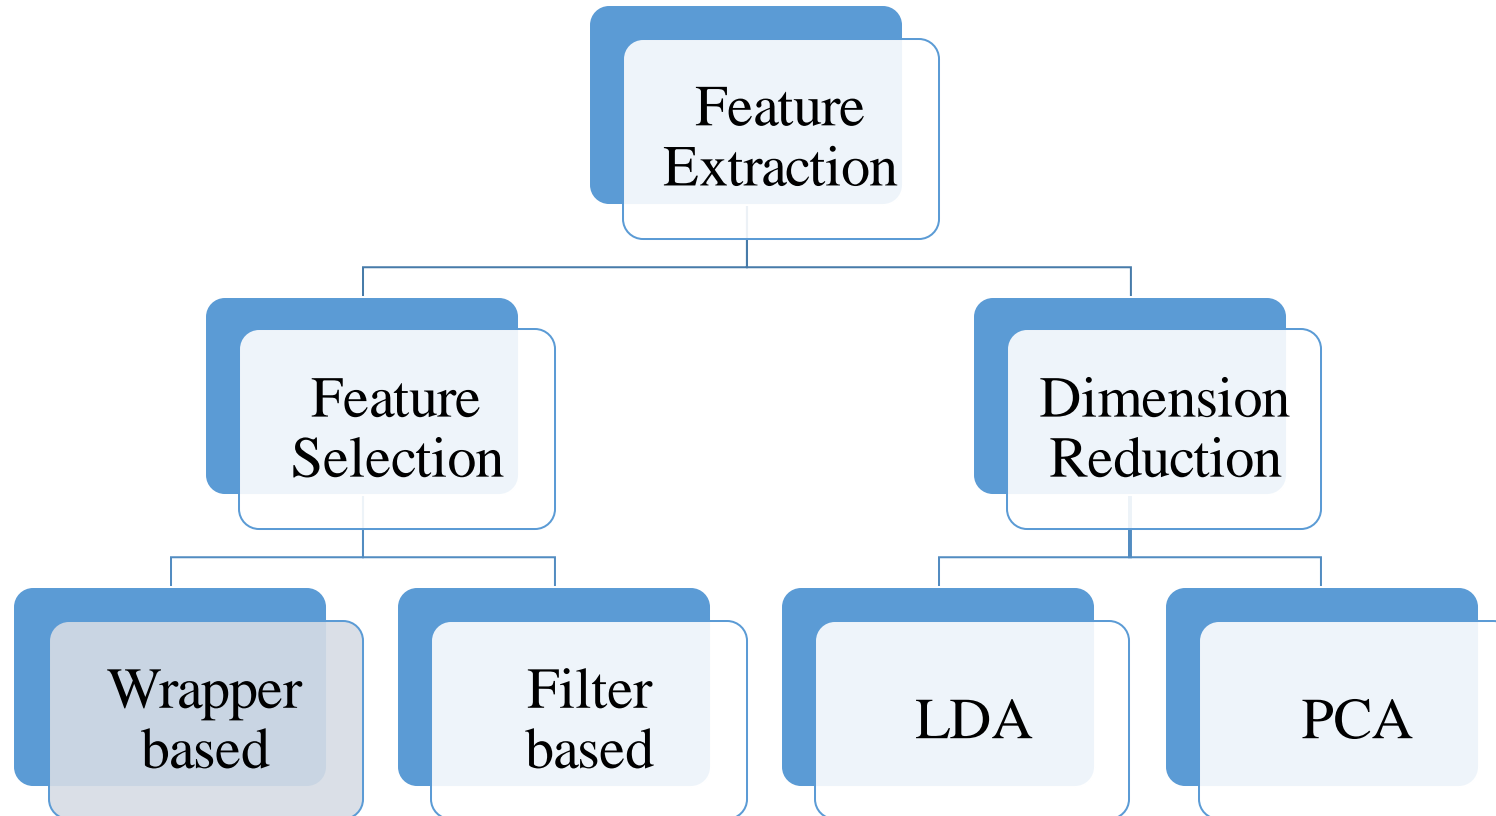 Feature
Extraction
Feature
Selection
Dimension
Reduction
Wrapper
based
Filter
based
LDA
PCA